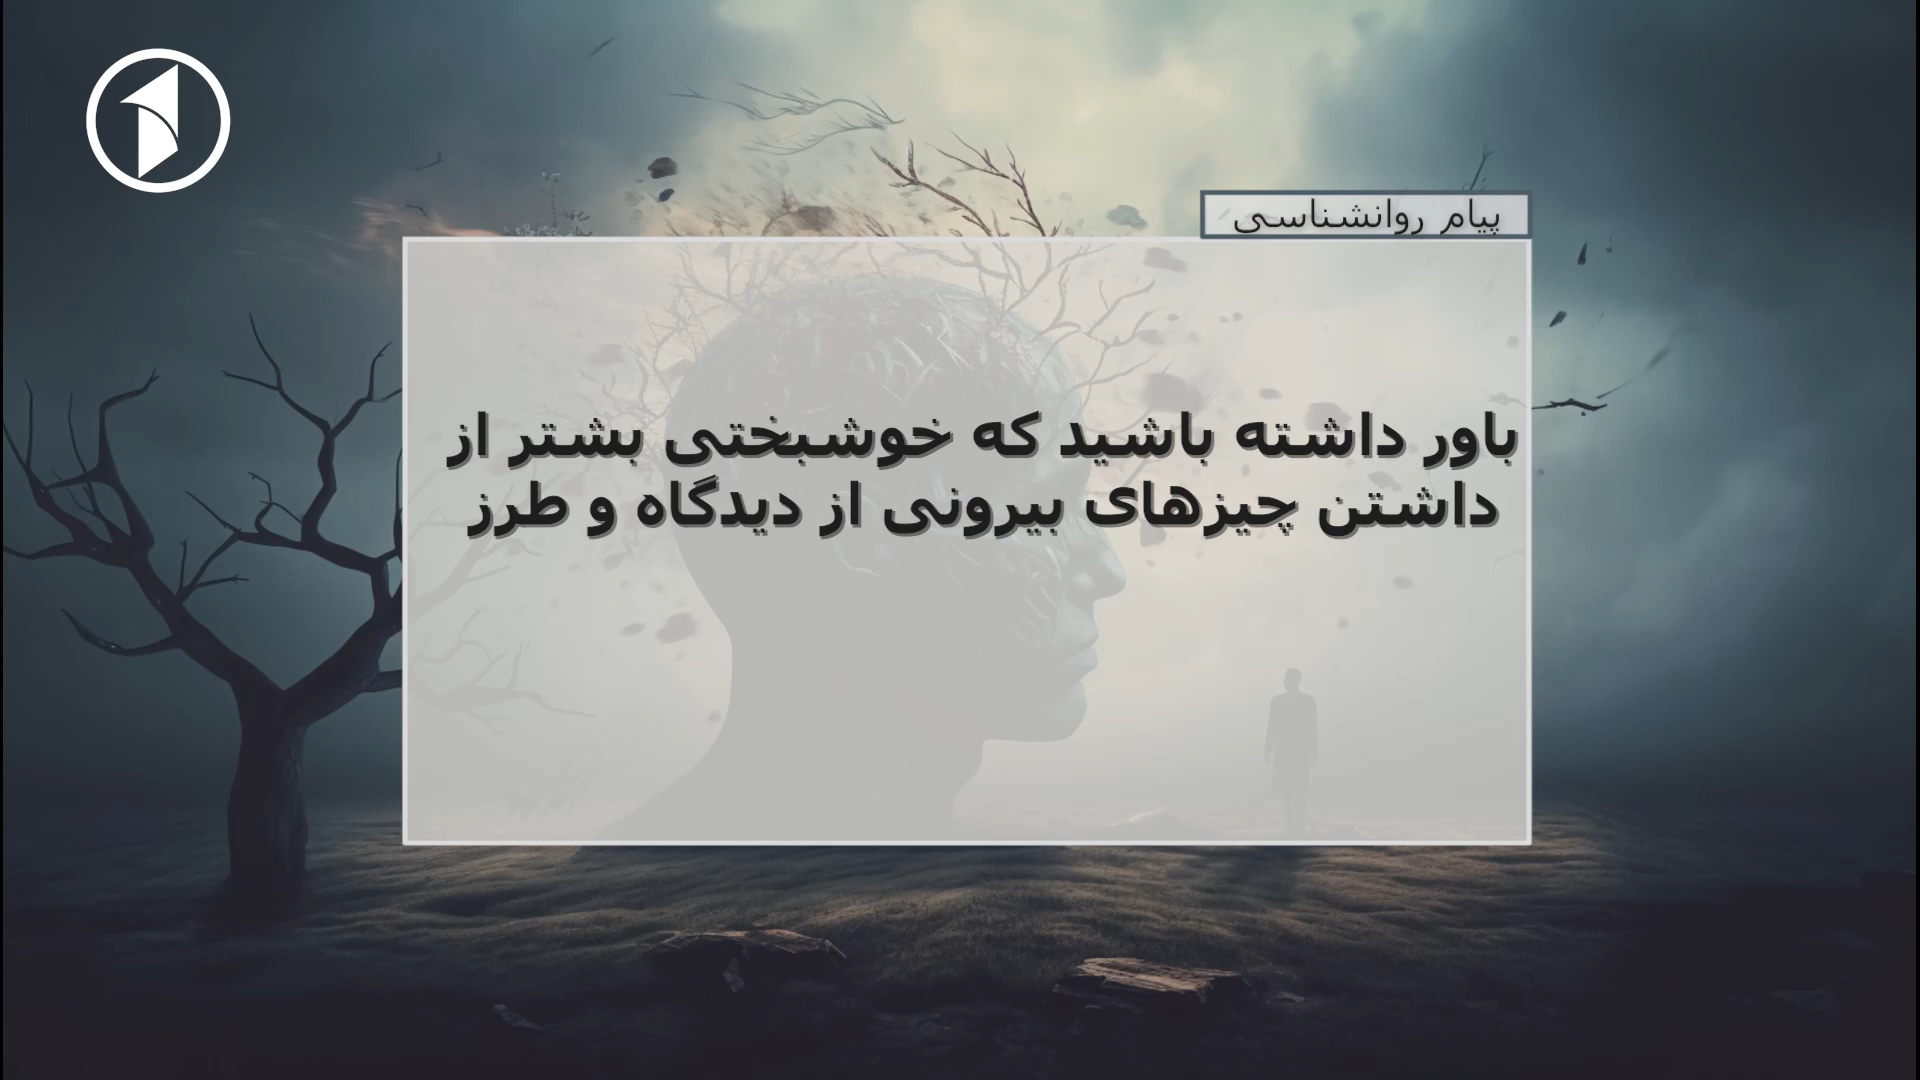 پیام روانشناسی
باور داشته باشید که خوشبختی بشتر از
داشتن چیزهای بیرونی از دیدگاه و طرز